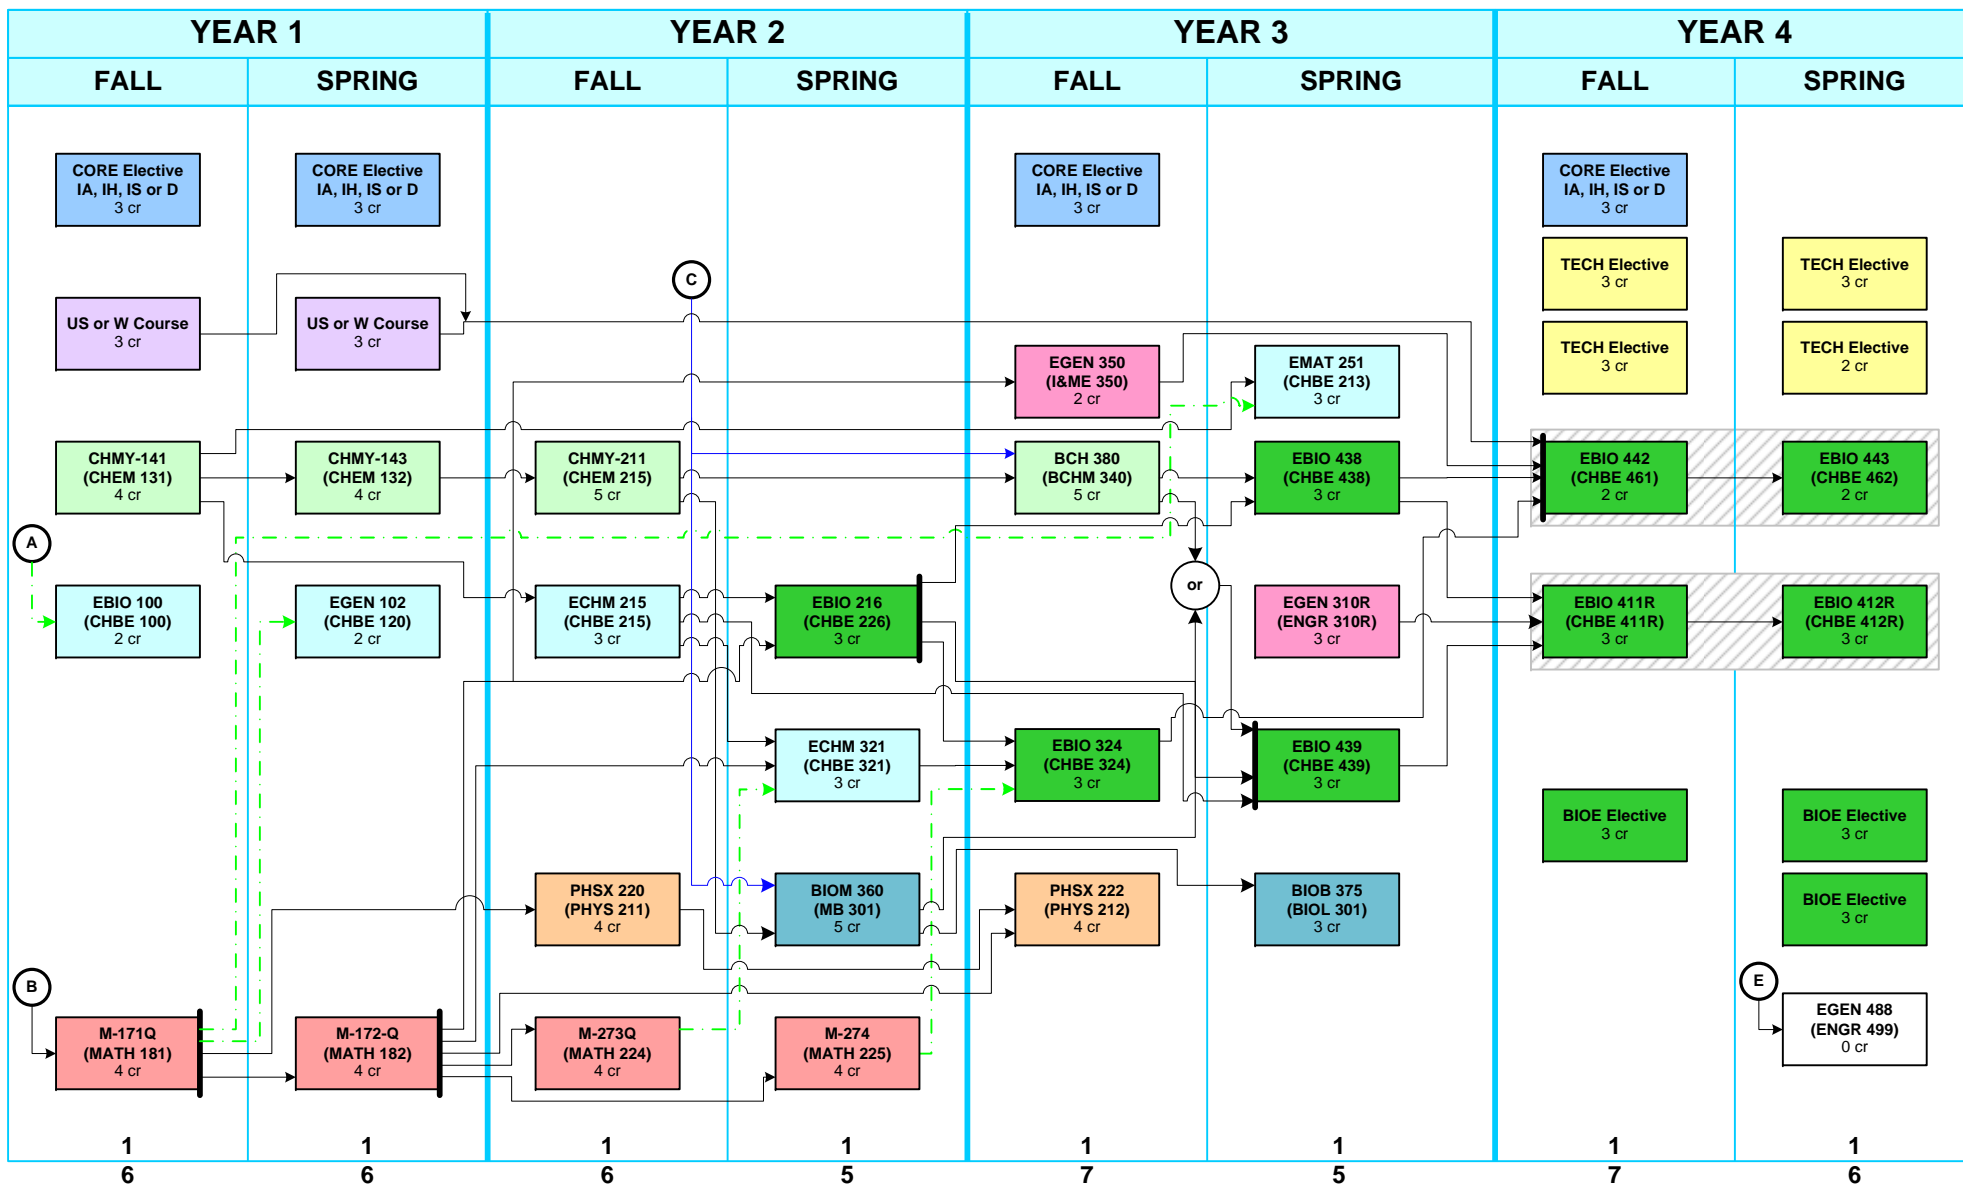 YEAR 1
YEAR 2
YEAR 3
YEAR 4
FALL
SPRING
FALL
SPRING
FALL
SPRING
FALL
SPRING
CORE Elective
IA, IH, IS or D
3 cr
US or W Course
3 cr
CHMY-141
(CHEM 131)
4 cr
A
EBIO 100
(CHBE 100)
2 cr
B
M-171Q
(MATH 181)
4 cr
CORE Elective
IA, IH, IS or D
3 cr
US or W Course
3 cr
CHMY-143
(CHEM 132)
4 cr
EGEN 102
(CHBE 120)
2 cr
M-172-Q
(MATH 182)
4 cr
C
CHMY-211
(CHEM 215)
5 cr
ECHM 215
(CHBE 215)
3 cr
PHSX 220
(PHYS 211)
4 cr
M-273Q
(MATH 224)
4 cr
EBIO 216
(CHBE 226)
3 cr
ECHM 321
(CHBE 321)
3 cr
BIOM 360
(MB 301)
5 cr
M-274
(MATH 225)
4 cr
CORE Elective
IA, IH, IS or D
3 cr
EGEN 350
(I&ME 350)
2 cr
BCH 380
(BCHM 340)
5 cr
or
EBIO 324
(CHBE 324)
3 cr
PHSX 222
(PHYS 212)
4 cr
EMAT 251
(CHBE 213)
3 cr
EBIO 438
(CHBE 438)
3 cr
EGEN 310R
(ENGR 310R)
3 cr
EBIO 439
(CHBE 439)
3 cr
BIOB 375
(BIOL 301)
3 cr
CORE Elective
IA, IH, IS or D
3 cr
TECH Elective
3 cr
TECH Elective
3 cr
EBIO 442
(CHBE 461)
2 cr
EBIO 411R
(CHBE 411R)
3 cr
BIOE Elective
3 cr
TECH Elective
3 cr
TECH Elective
2 cr
EBIO 443
(CHBE 462)
2 cr
EBIO 412R
(CHBE 412R)
3 cr
BIOE Elective
3 cr
BIOE Elective
3 cr
E
EGEN 488
(ENGR 499)
0 cr
1
6
1
6
1
6
1
5
1
7
1
5
1
7
1
6